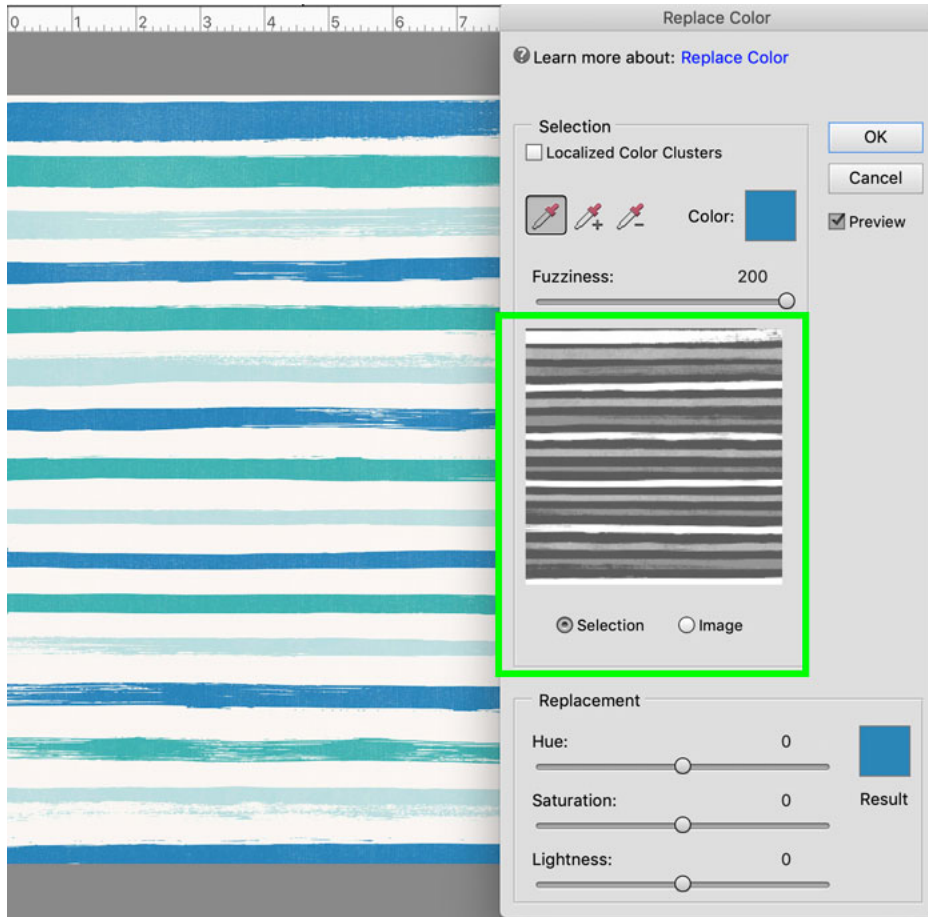 0 1 2 3 4 5 6 7
Replace Color
? Learn more about: Replace Color
Selection
Localized Color Clusters
OK
Cancel
Preview
Color:
Fuzziness: 200
Selection Image
Replacement
Hue: 0
Result
Saturation: 0
Lightness: 0